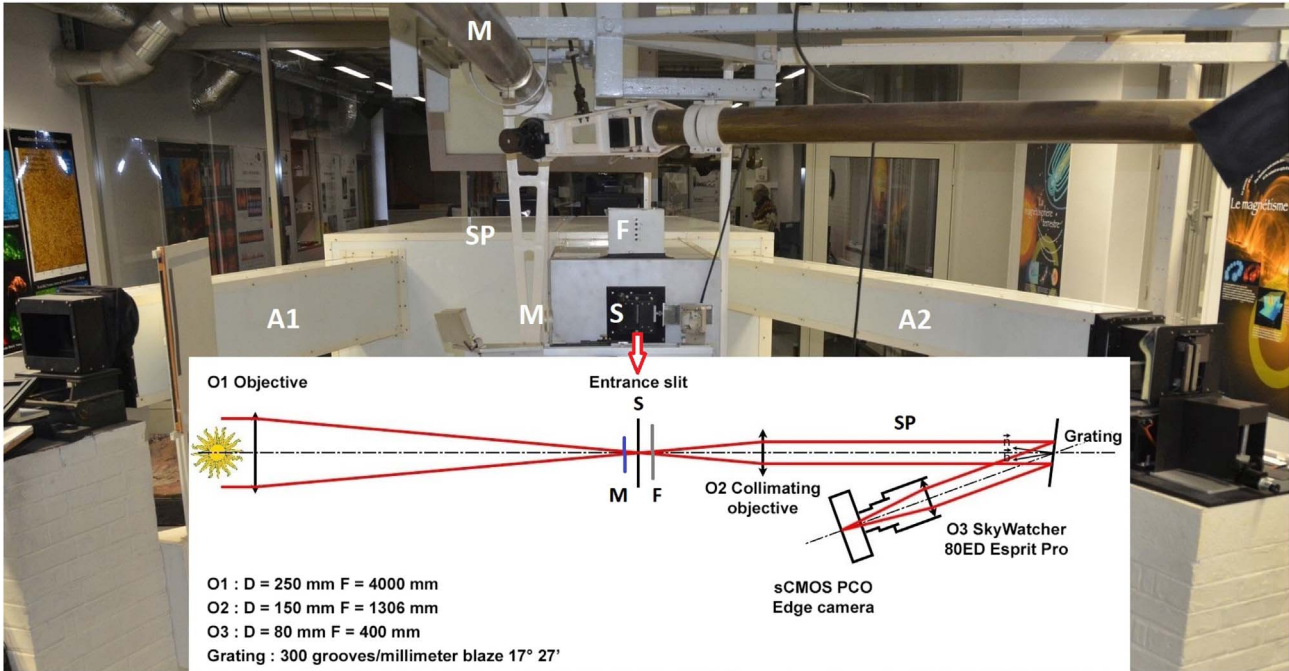 M
SP
F
A1
M
S
A2
Le magnétisme
O1 Objective
Entrance slit
S
SP
Grating
M
F
O2 Collimating
objective
O3 SkyWatcher
80ED Esprit Pro
sCMOS PCO
Edge camera
O1 : D = 250 mm F = 4000 mm
O2 : D = 150 mm F = 1306 mm
O3 : D = 80 mm F = 400 mm
Grating : 300 grooves/millimeter blaze 17° 27’